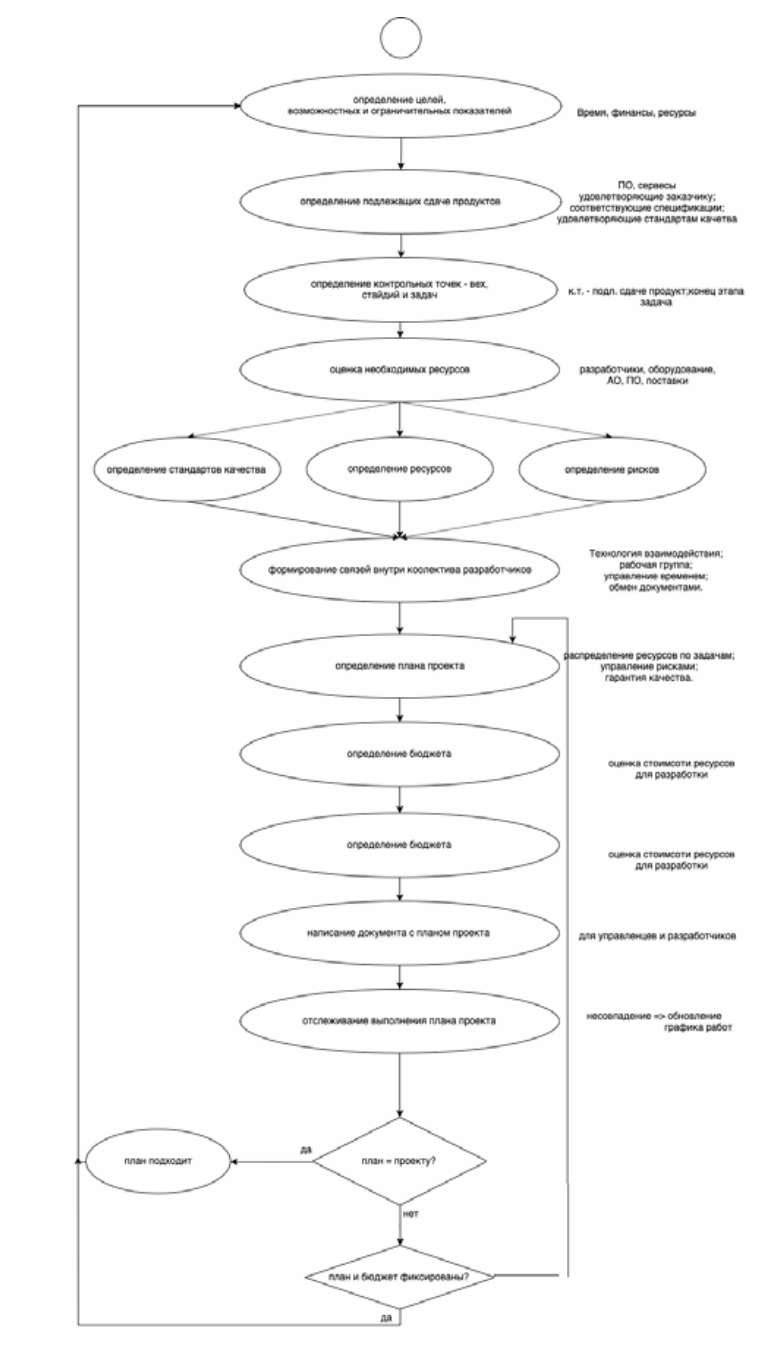 определение целей,
возможностных и ограничительных показателей
Время, финансы, ресурсы
определение подлежащих сдаче продуктов
ПО, сервесы
удовлетворяющие заказчику;
соответствующие спецификации;
удовлетворяющие стандартам качетва
определение контрольных точек - вех,
стайдий и задач
к.т. - подл. сдаче продукт;конец этапа
задача
оценка необходимых ресурсов
разработчики, оборудование,
АО, ПО, поставки
определение стандартов качества
определение ресурсов
определение рисков
формирование связей внутри коолектива разработчиков
Технология взаимодействия;
рабочая группа;
управление временем;
обмен документами.
определение плана проекта
распределение ресурсов по задачам;
управление рисками;
гарантия качества.
определение бюджета
оценка стоимсоти ресурсов
для разработки
определение бюджета
оценка стоимсоти ресурсов
для разработки
написание документа с планом проекта
для управленцев и разработчиков
отслеживание выполнения плана проекта
несовпадение => обновление
графика работ
план подходит
да
план = проекту?
нет
план и бюджет фиксированы?
да